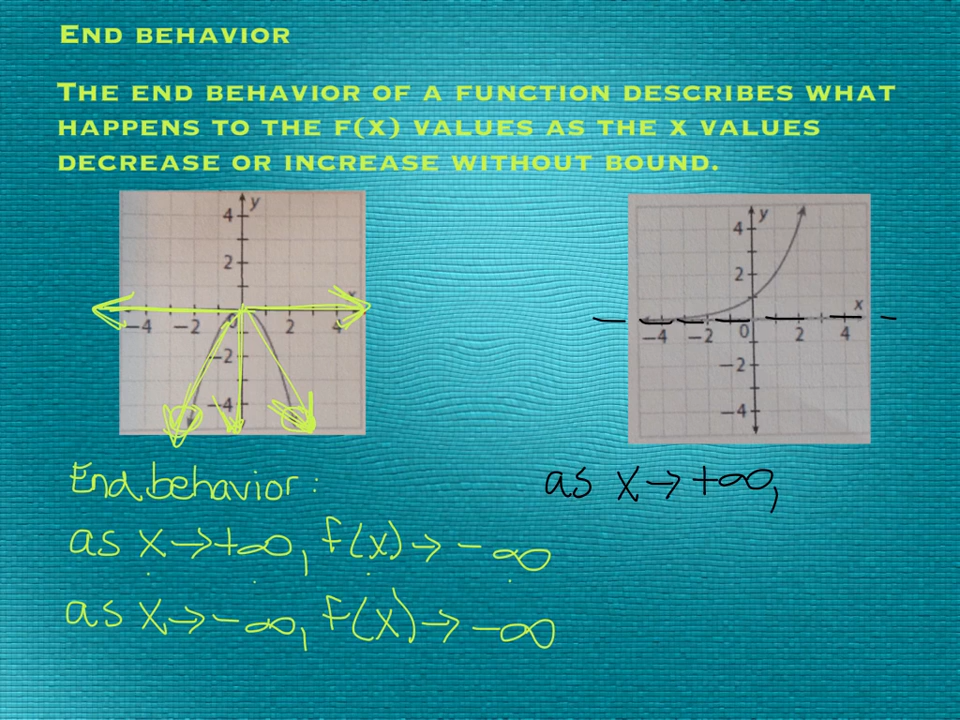 END BEHAVIOR
THE END BEHAVIOR OF A FUNCTION DESCRIBES WHAT
HAPPENS TO THE F(X) VALUES AS THE X VALUES
DECREASE OR INCREASE WITHOUT BOUND.
y
4
2
x
-4 -2 0 2 4
-2
-4
y
4
2
x
-4 -2 0 2 4
-2
-4
End behavior:
as x→+∞, f(x)→-∞
as x→-∞, f(x)→-∞
as x→+∞,